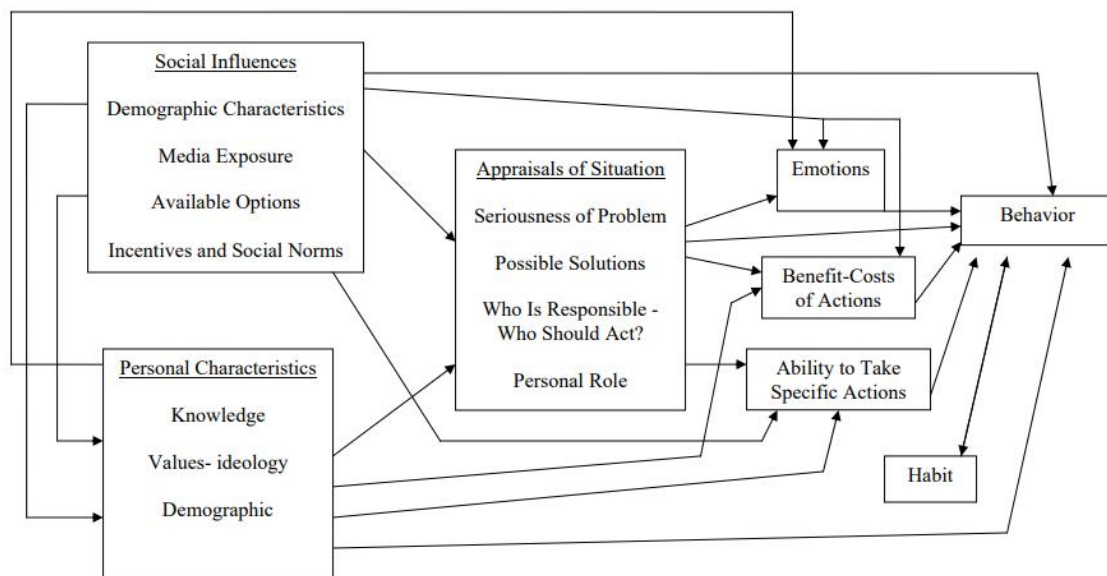 Social Influences
Demographic Characteristics
Media Exposure
Available Options
Incentives and Social Norms
Personal Characteristics
Knowledge
Values- ideology
Demographic
Appraisals of Situation
Seriousness of Problem
Possible Solutions
Who Is Responsible -
Who Should Act?
Personal Role
Emotions
Benefit-Costs
of Actions
Ability to Take
Specific Actions
Behavior
Habit